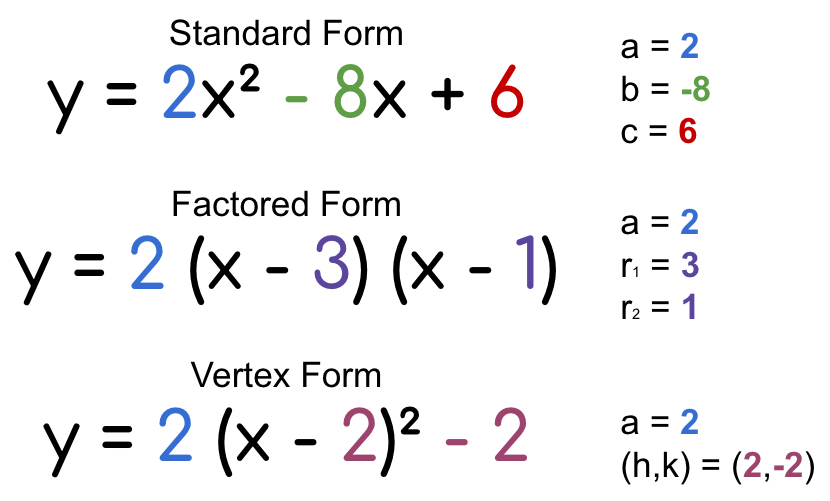 Standard Form
y = 2x² - 8x + 6
a = 2
b = -8
c = 6
Factored Form
y = 2 (x - 3) (x - 1)
a = 2
r₁ = 3
r₂ = 1
Vertex Form
y = 2 (x - 2)² - 2
a = 2
(h,k) = (2,-2)